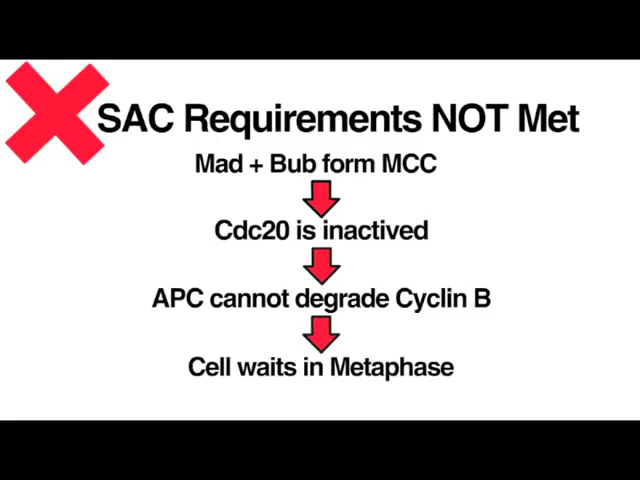 SAC Requirements NOT Met
Mad + Bub form MCC
Cdc20 is inactived
APC cannot degrade Cyclin B
Cell waits in Metaphase